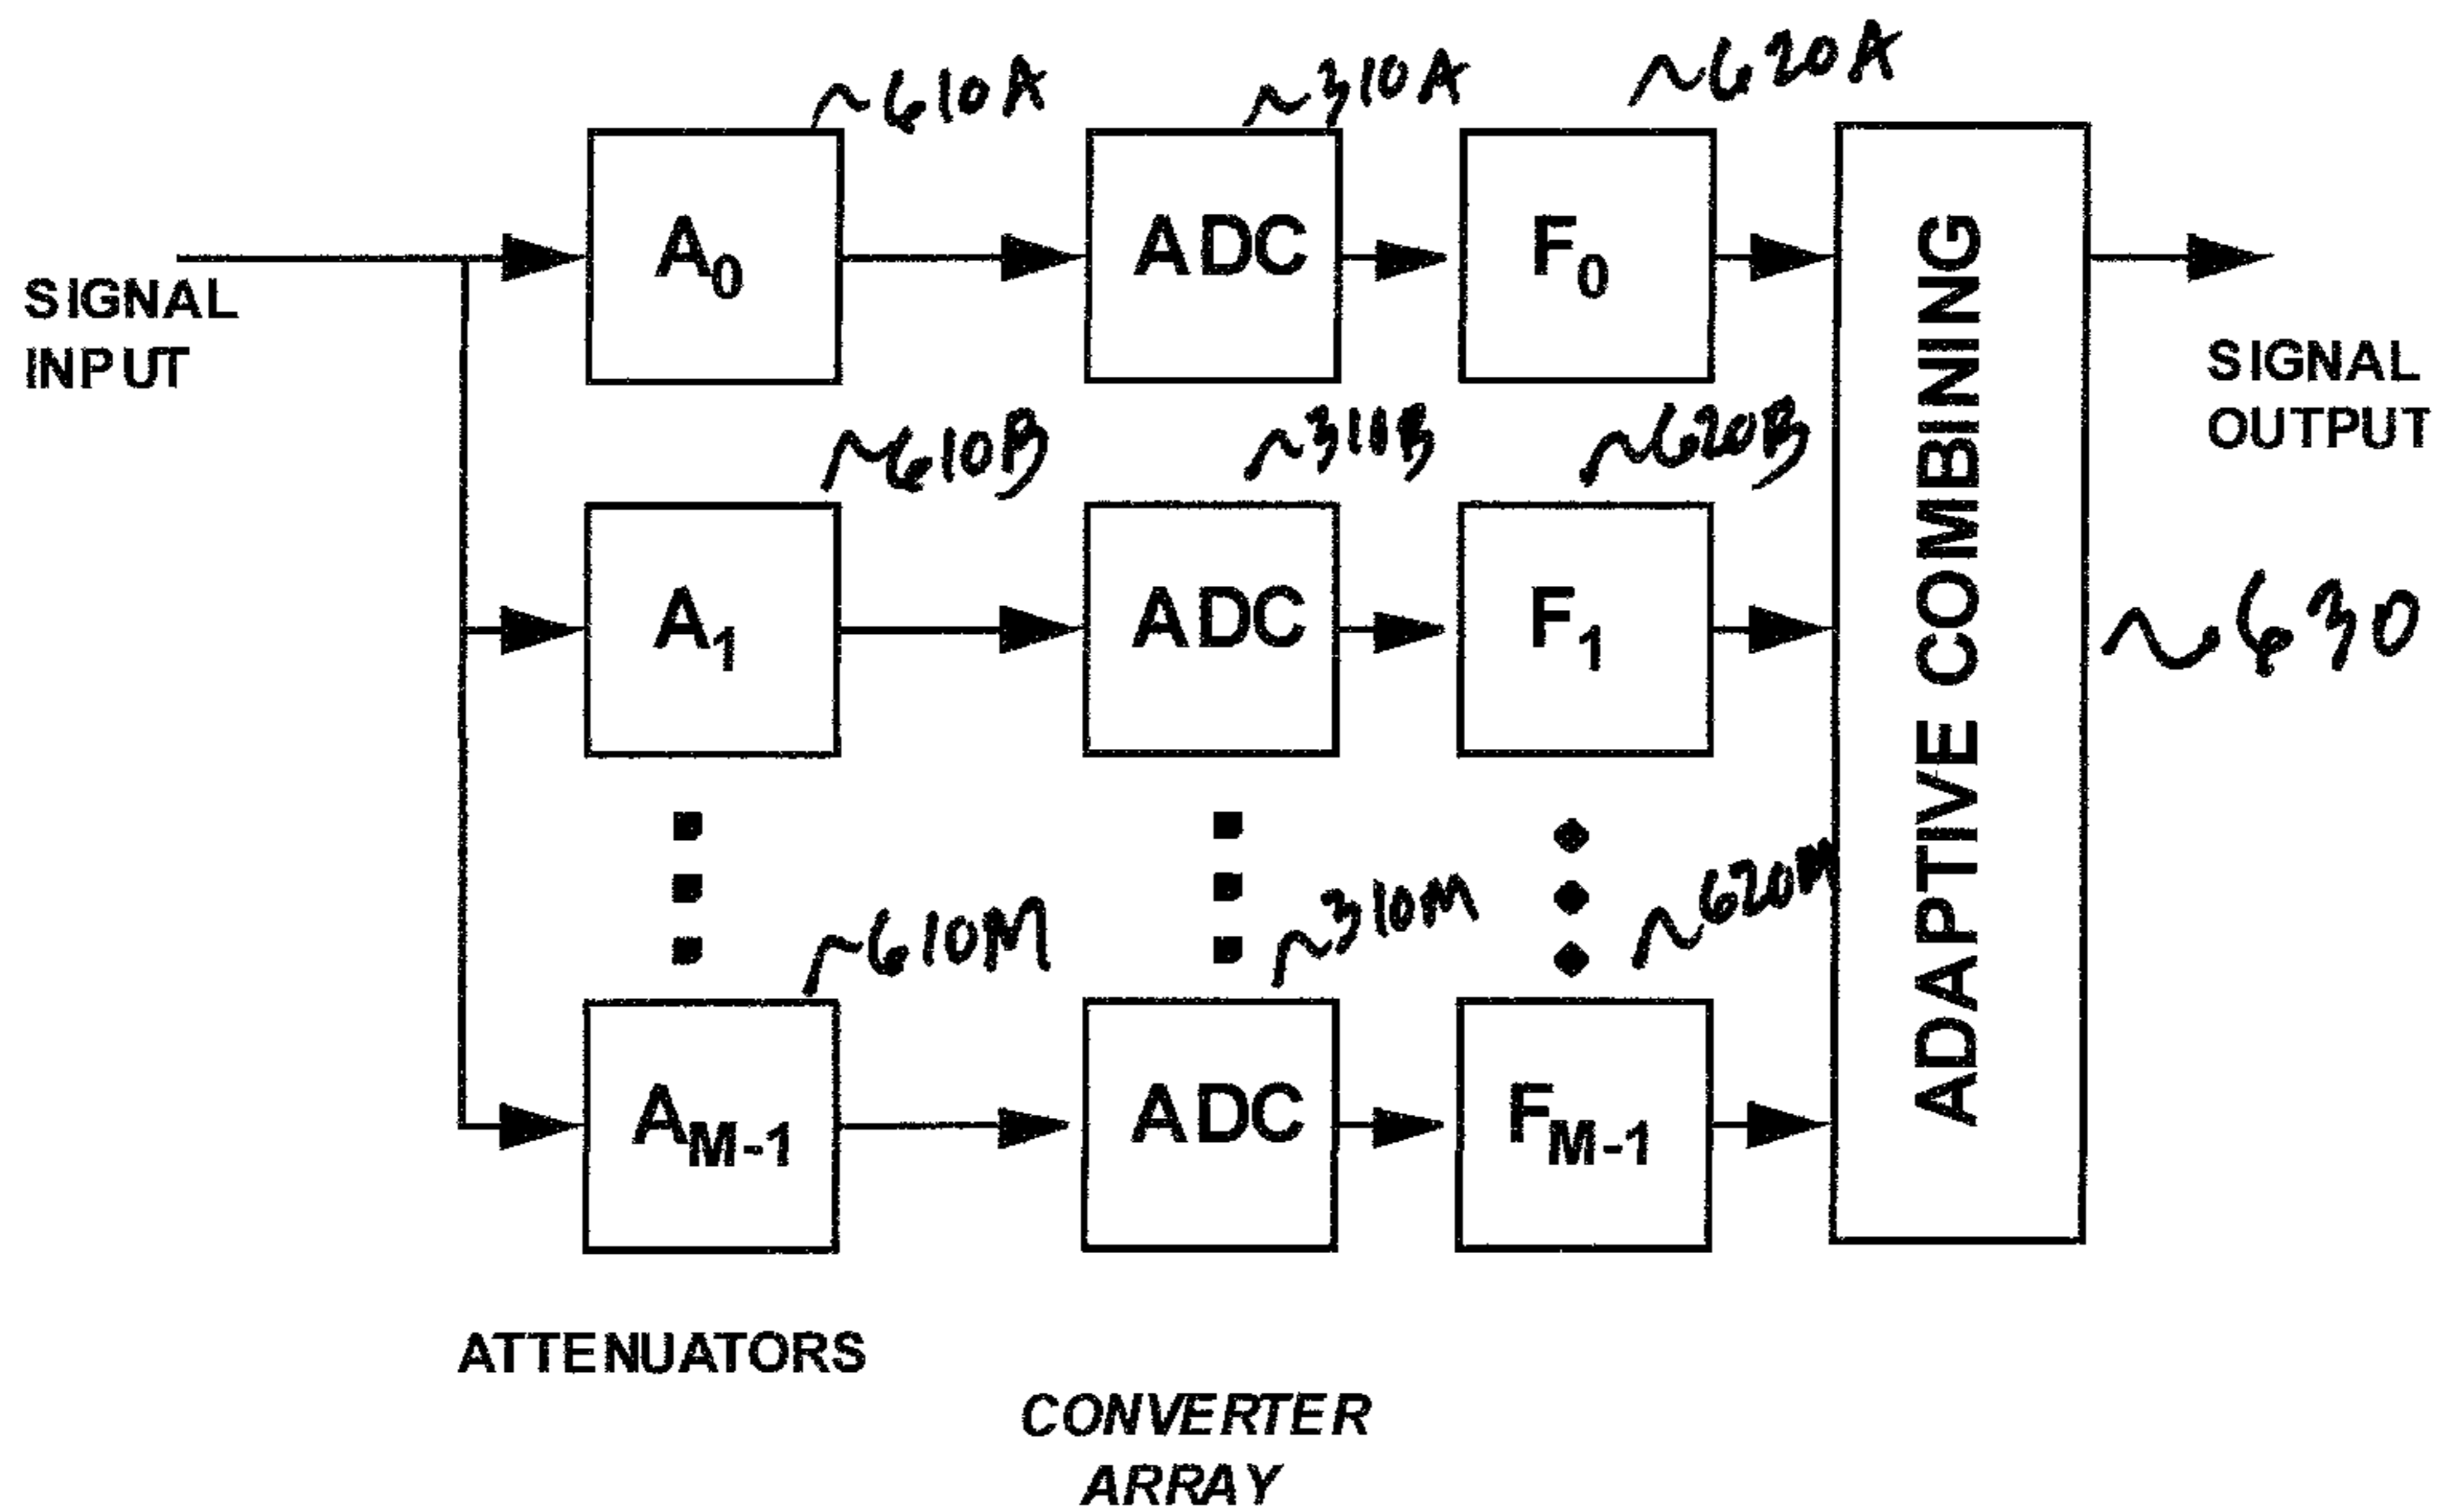 ~610A
~310A
~620A
A0
ADC
F0
SIGNAL
INPUT
SIGNAL
OUTPUT
~610B
~311B
~620B
A1
ADC
F1
ADAPTIVE COMBINING
~630
~610M
~310M
~620M
AM-1
ADC
FM-1
ATTENUATORS
CONVERTER
ARRAY